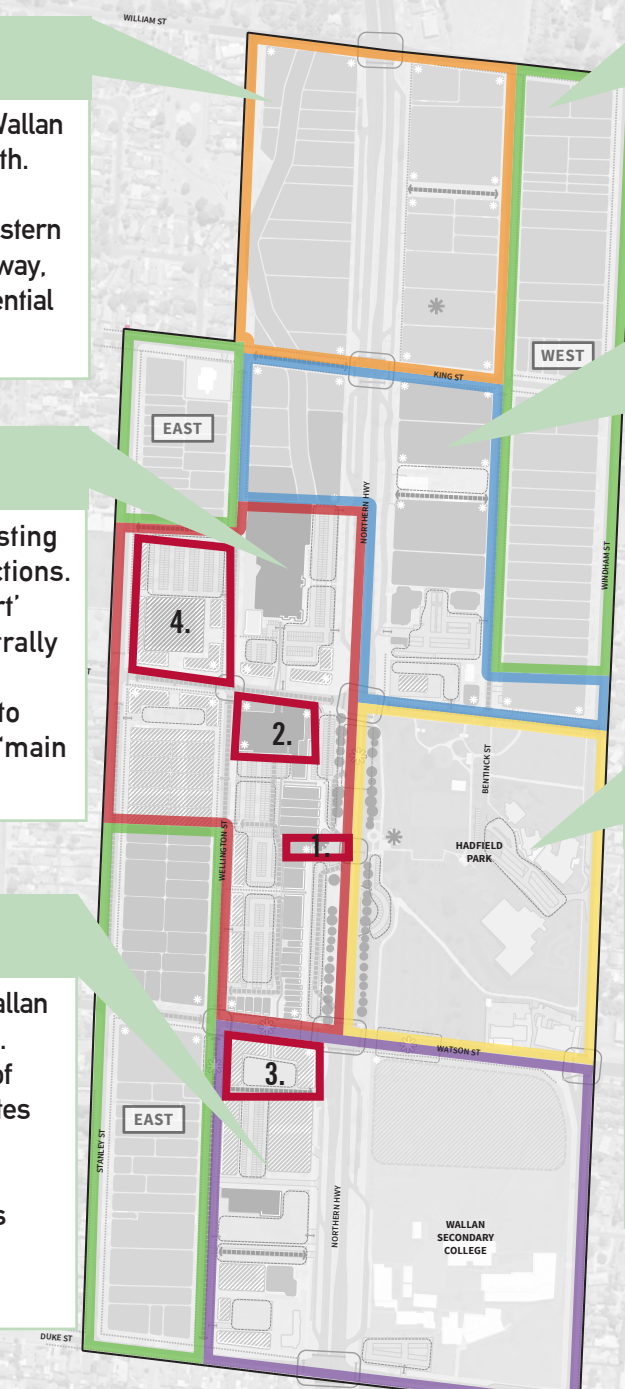 WILLIAM ST
Wallan
th.
stern
way,
ential
WEST
KING ST
EAST
NORTHERN HWY
WINDHAM ST
sting
ctions.
rt’
trally
to
‘main
4.
2.
BENTINCK ST
1.
HADFIELD
PARK
WELLINGTON ST
allan
.
of
tes
s
WATSON ST
3.
EAST
STANLEY ST
NORTHERN HWY
WALLAN
SECONDARY
COLLEGE
DUKE ST